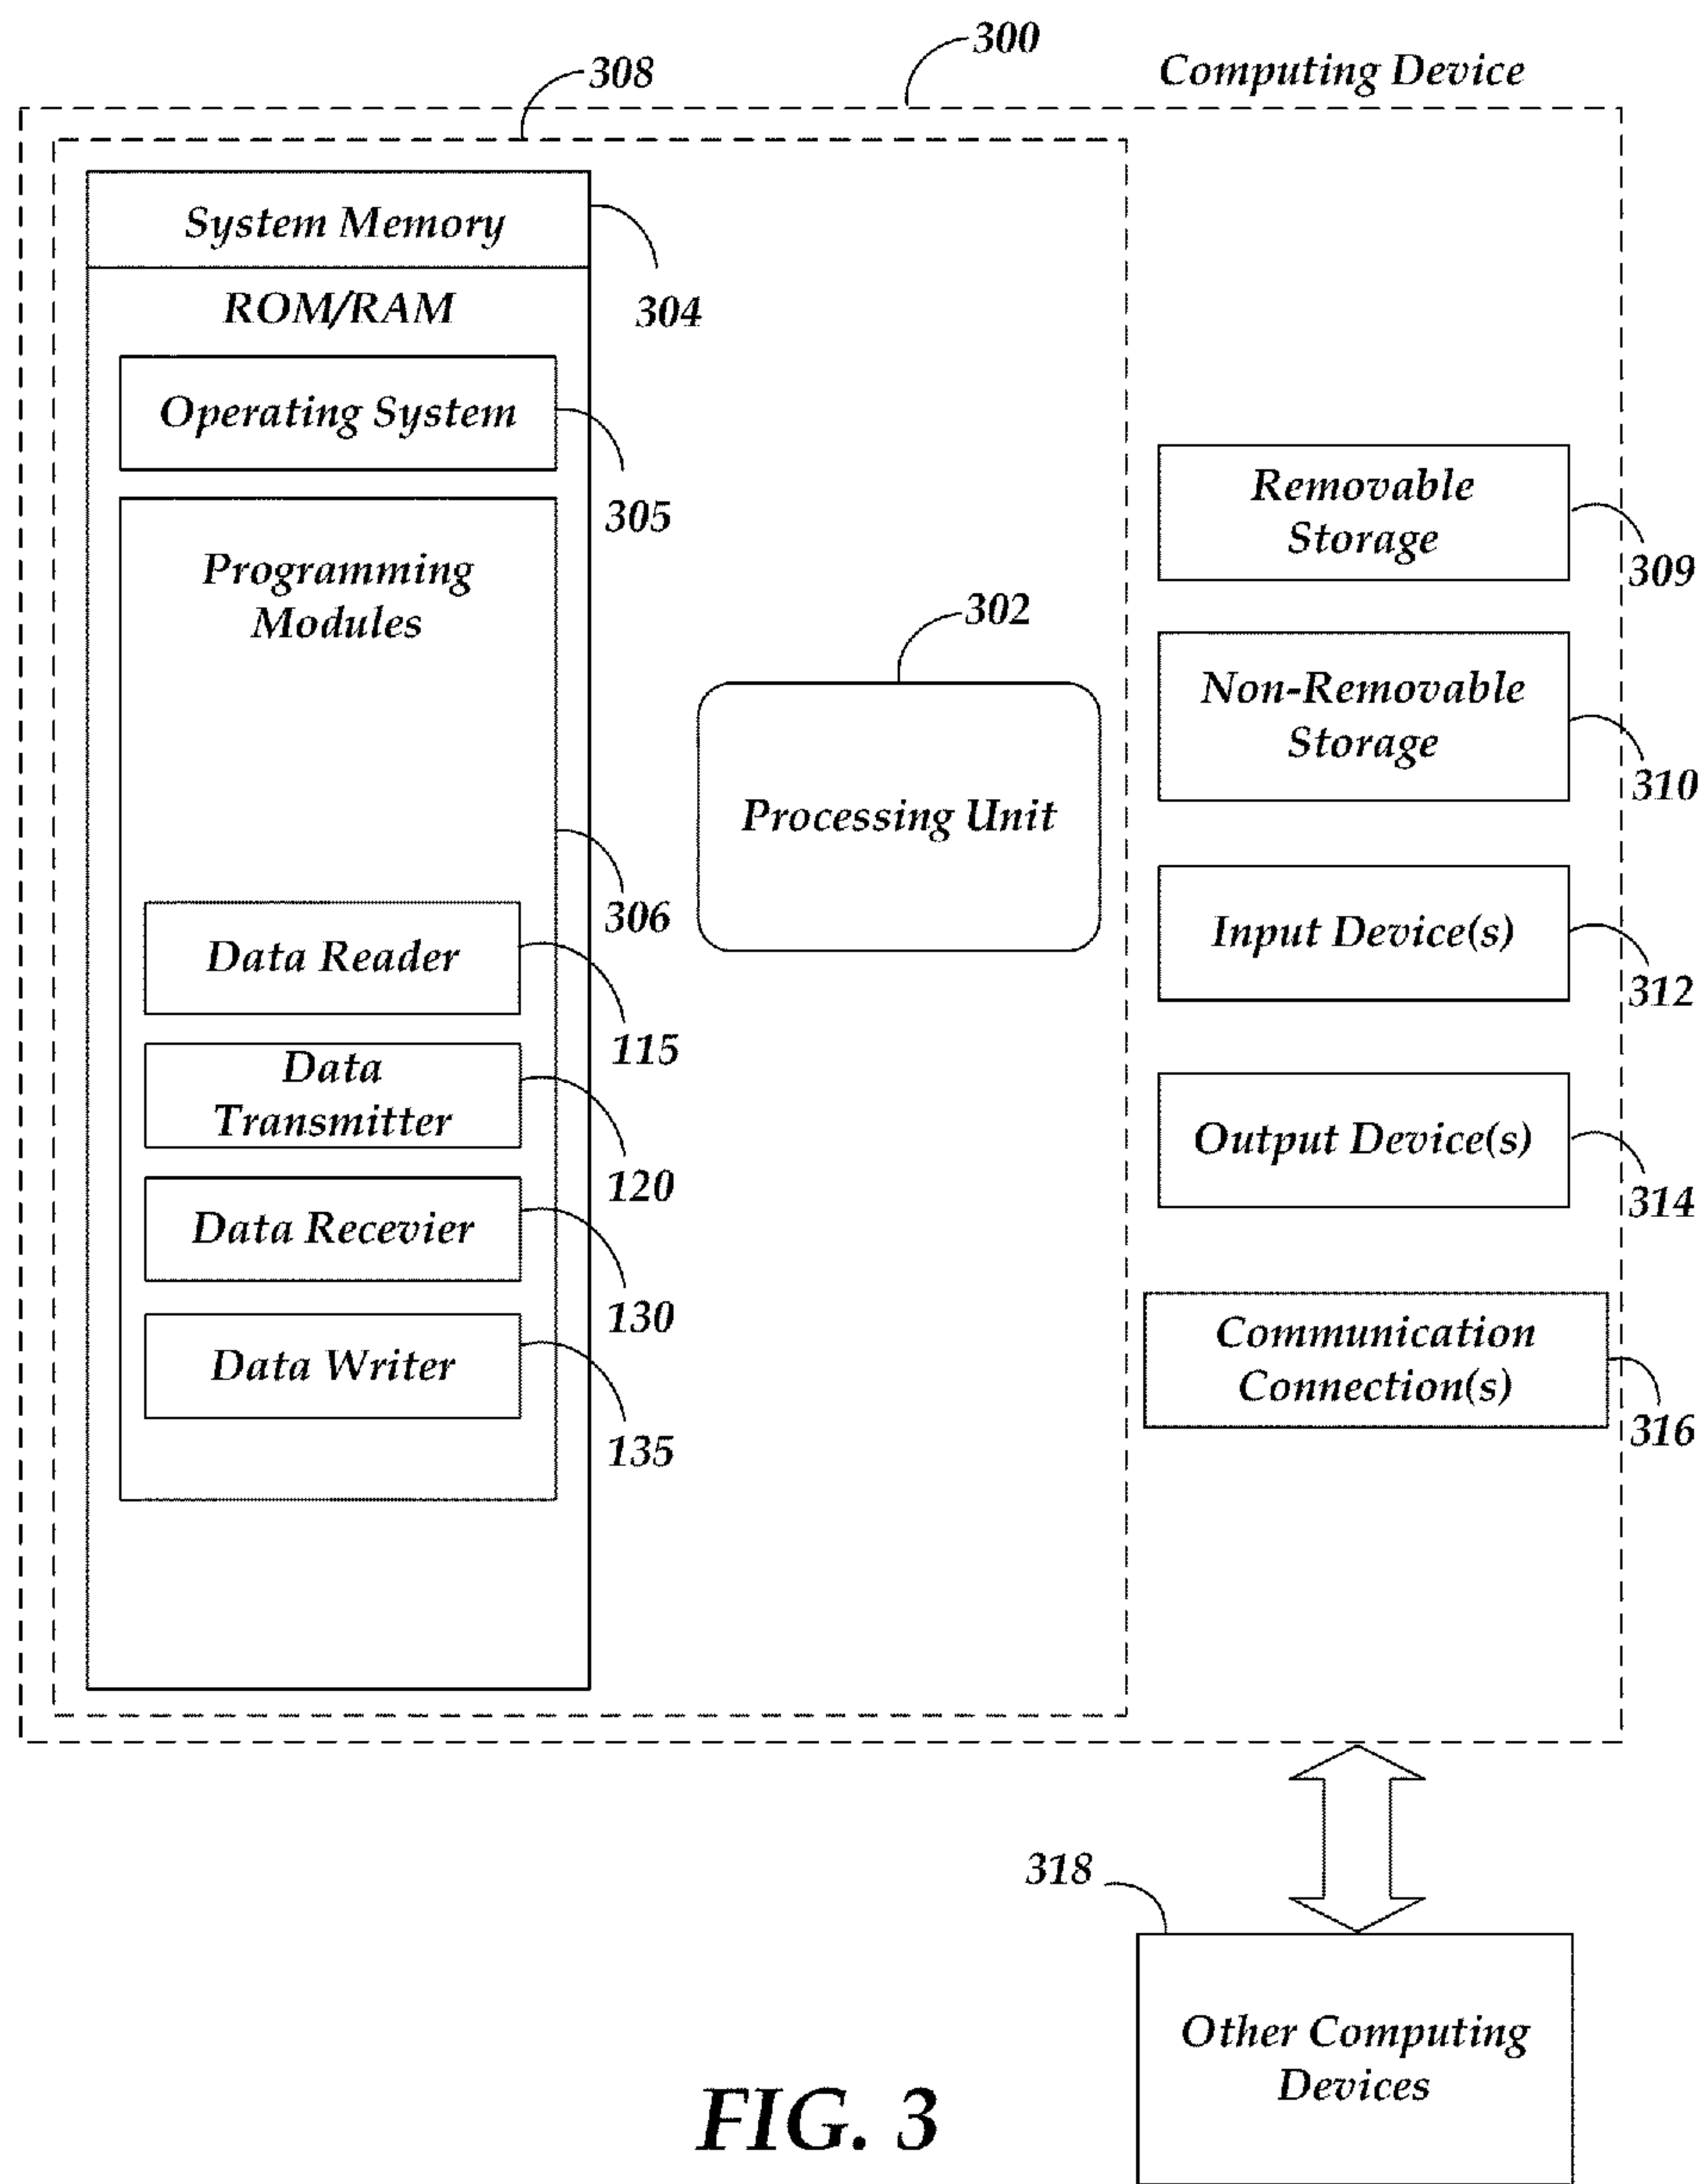 300
Computing Device
308
System Memory
304
ROM/RAM
Operating System
305
Programming
Modules
306
Data Reader
115
Data
Transmitter
120
Data Recevier
130
Data Writer
135
302
Processing Unit
Removable
Storage
309
Non-Removable
Storage
310
Input Device(s)
312
Output Device(s)
314
Communication
Connection(s)
316
318
Other Computing
Devices
FIG. 3